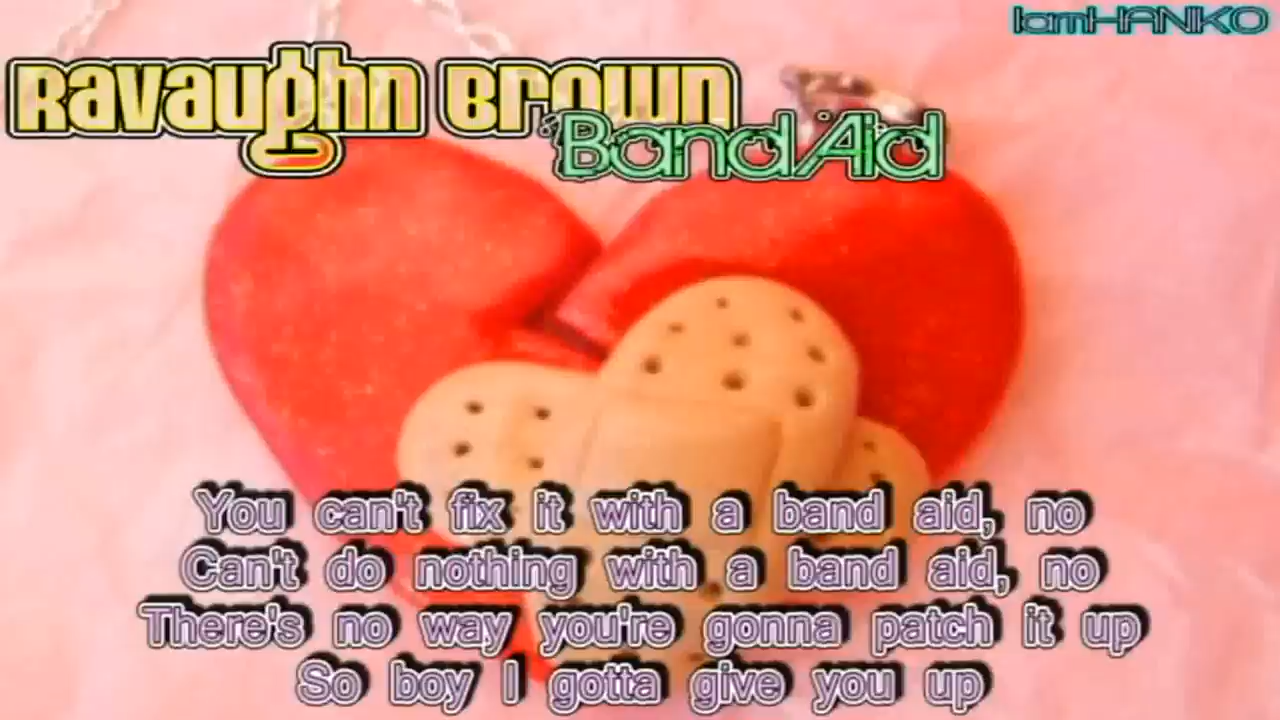 IamHANIKO
Ravaughn Brown
Band Aid
You can't fix it with a band aid, no
Can't do nothing with a band aid, no
There's no way you're gonna patch it up
So boy I gotta give you up